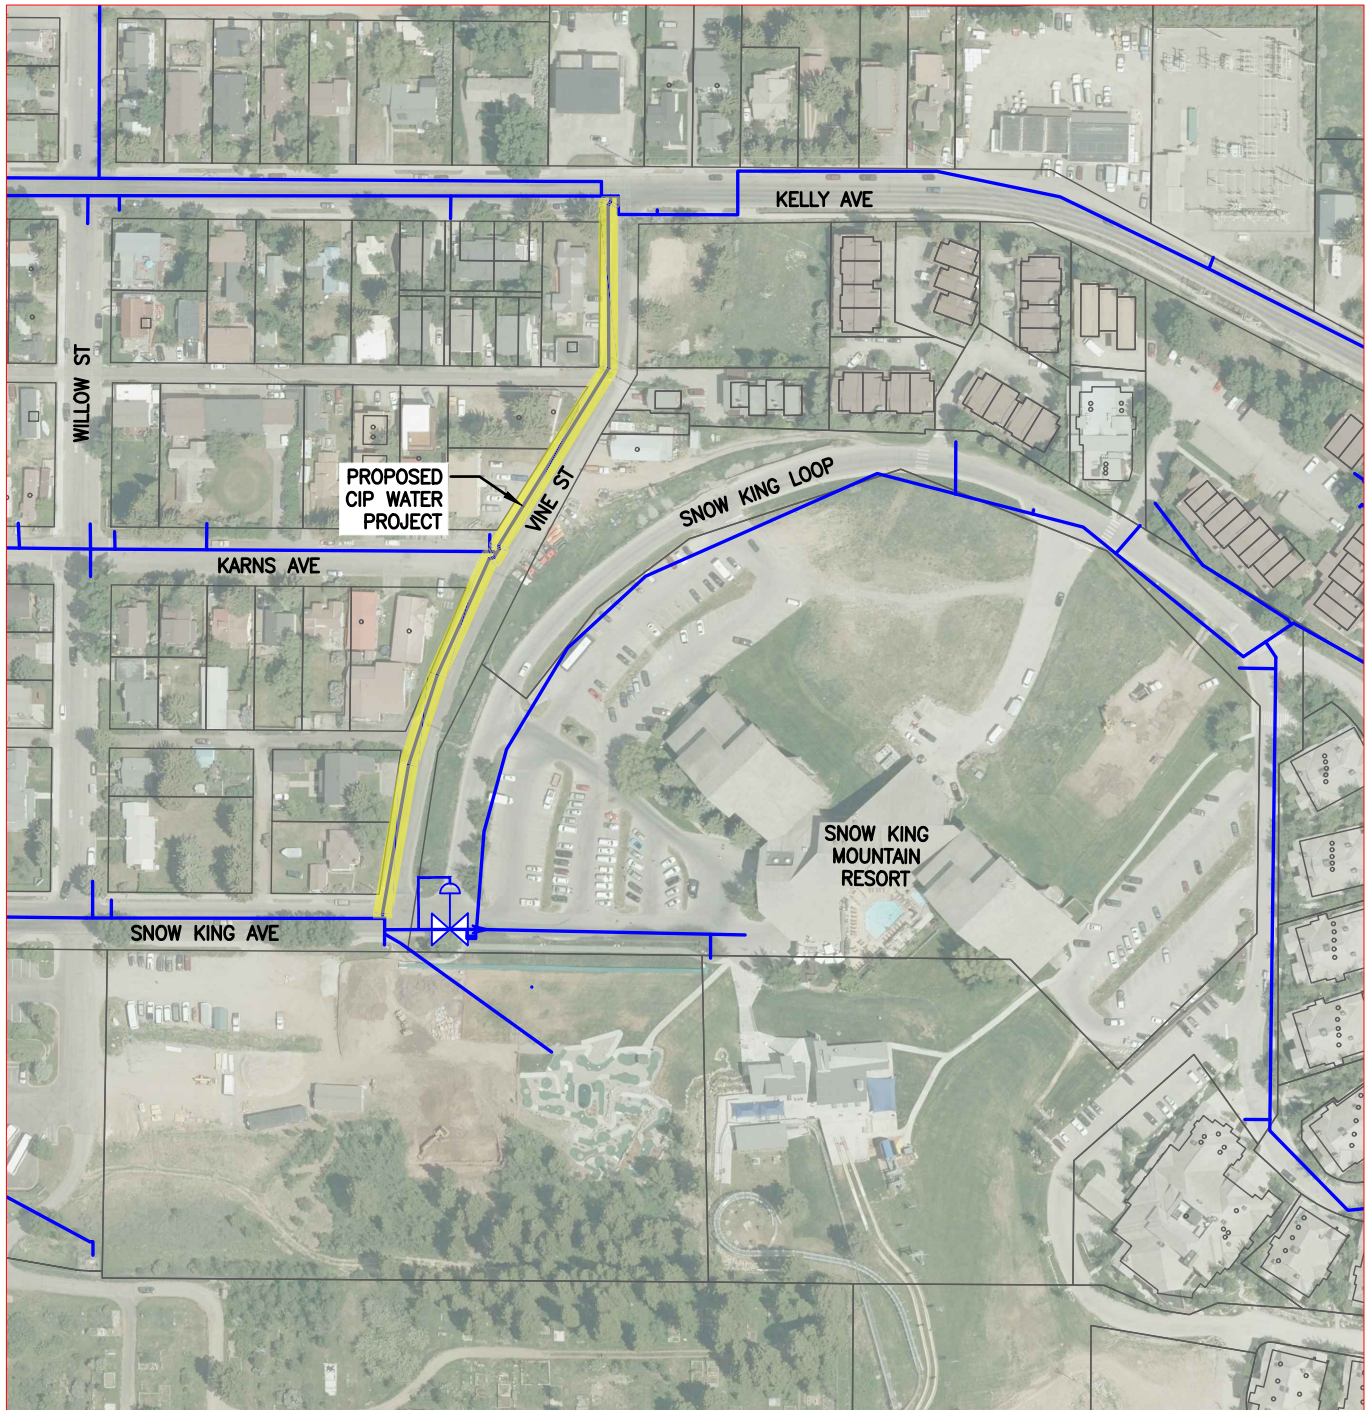 KELLY AVE
WILLOW ST
PROPOSED
CIP WATER
PROJECT
VINE ST
SNOW KING LOOP
KARNS AVE
SNOW KING
MOUNTAIN
RESORT
SNOW KING AVE